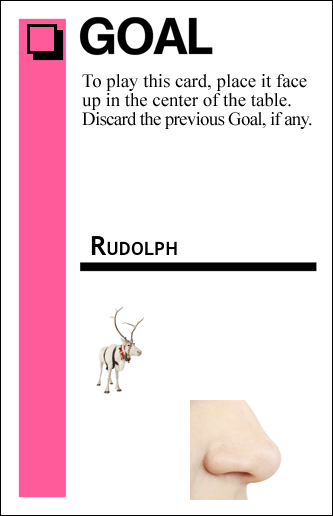 GOAL
To play this card, place it face
up in the center of the table.
Discard the previous Goal, if any.
RUDOLPH